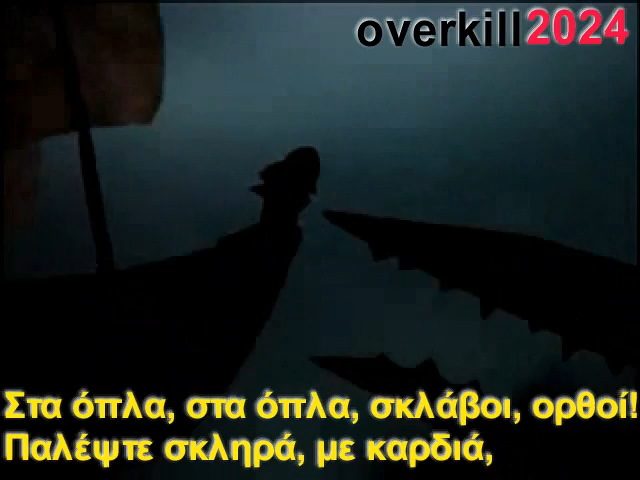 overkill2024
Στα όπλα, στα όπλα, σκλάβοι, ορθοί!
Παλέψτε σκληρά, με καρδιά,